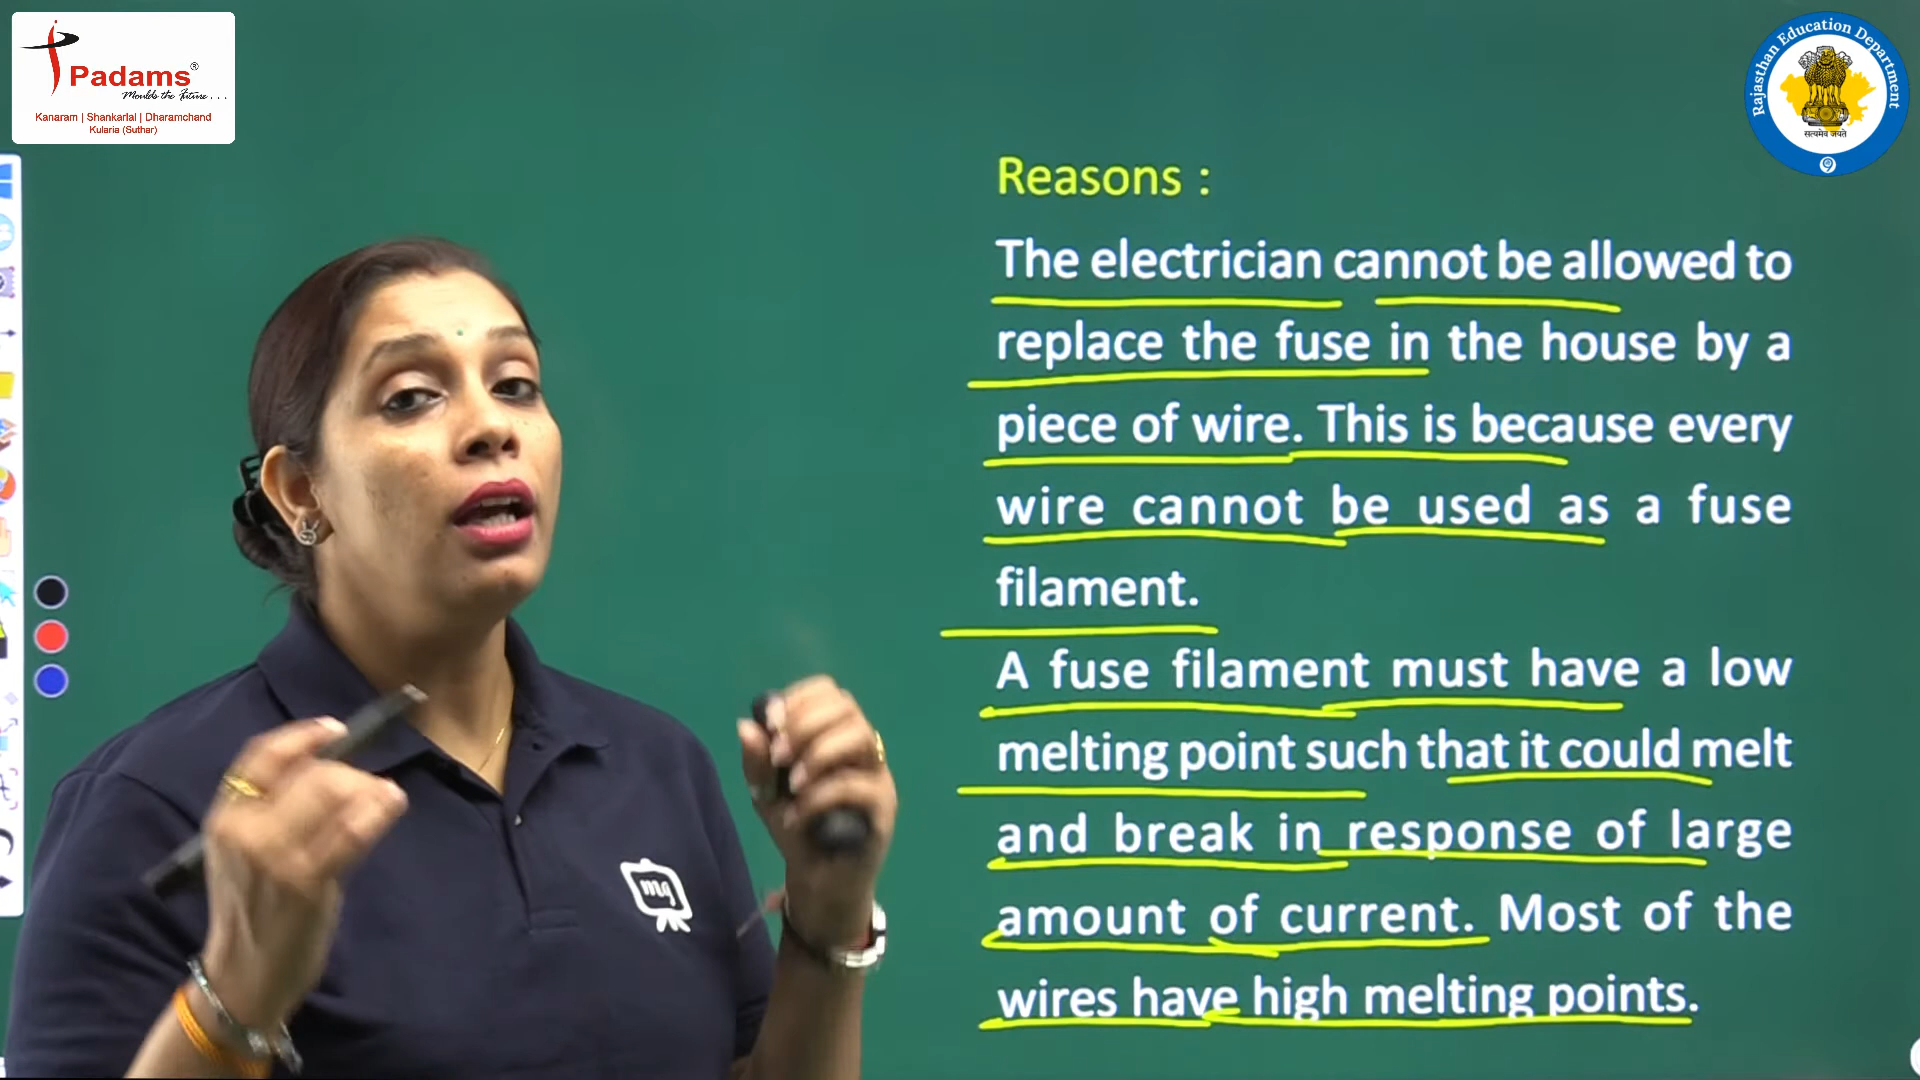 Padams®
Moulds the Future...
Kanaram | Shankarlal | Dharamchand
Kularia (Suthar)
Rajasthan Education Department
सत्यमेव जयते
Reasons :
The electrician cannot be allowed to
replace the fuse in the house by a
piece of wire. This is because every
wire cannot be used as a fuse
filament.
A fuse filament must have a low
melting point such that it could melt
and break in response of large
amount of current. Most of the
wires have high melting points.
mq